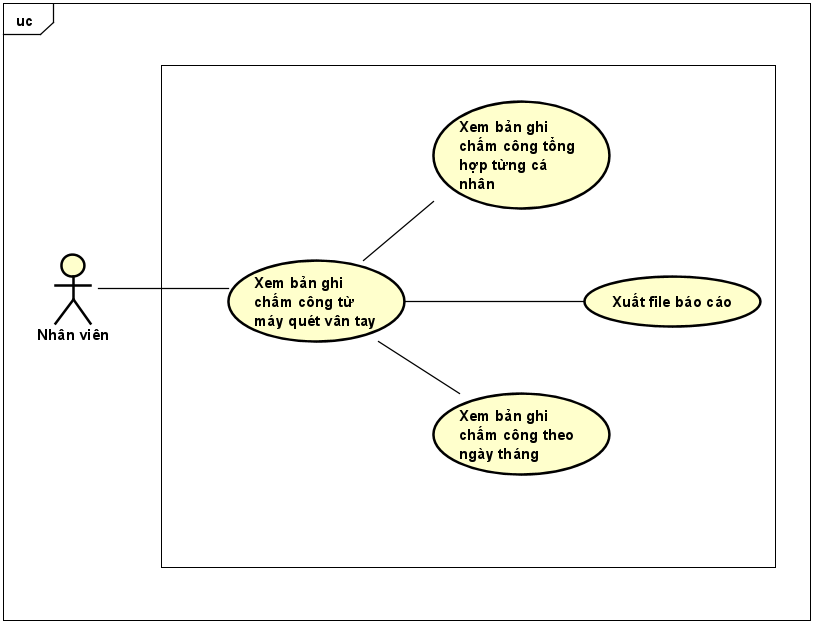 uc
Xem bản ghi
chấm công tổng
hợp từng cá
nhân
Xem bản ghi
chấm công từ
máy quét vân tay
Xuất file báo cáo
Nhân viên
Xem bản ghi
chấm công theo
ngày tháng